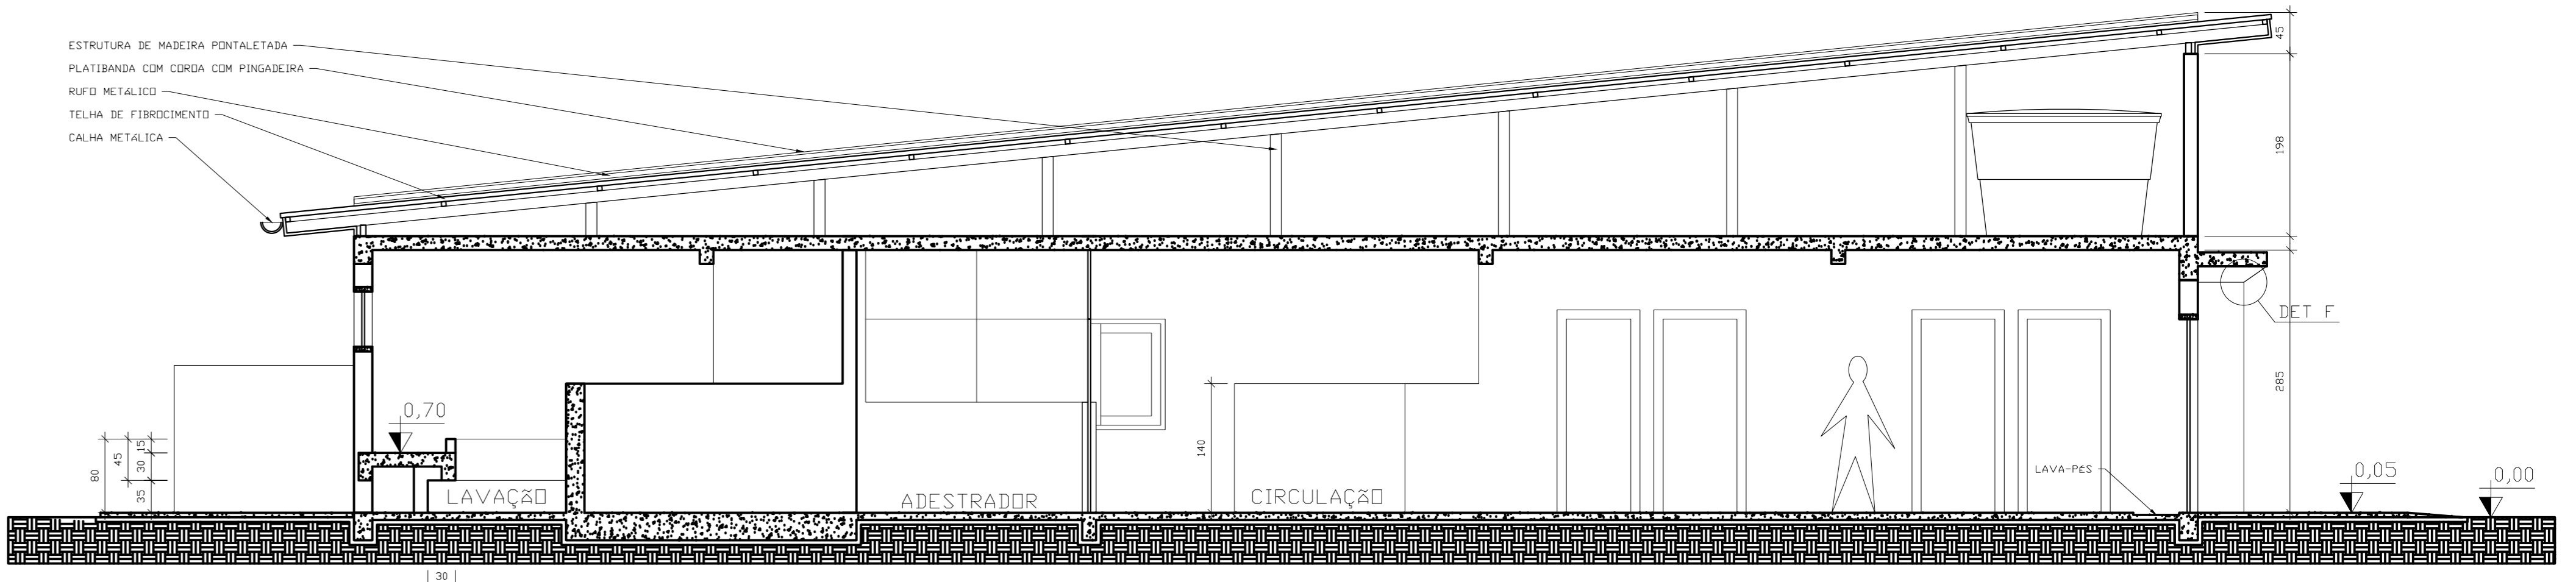 ESTRUTURA DE MADEIRA PONTALETADA
PLATIBANDA COM COROA COM PINGADEIRA
RUFO METÁLICO
TELHA DE FIBROCIMENTO
CALHA METÁLICA
45
198
DET F
285
0,70
15
45
30
80
35
140
LAVAÇÃO
ADESTRADOR
CIRCULAÇÃO
LAVA-PÉS
0,05
0,00
30